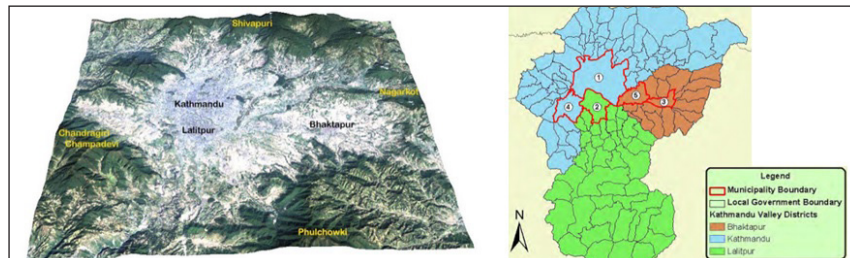 Shivapuri
Nagarkot
Kathmandu
Bhaktapur
Lalitpur
Chandragiri
Champadevi
Phulchowki
1
5
3
4
2
N
Legend
Municipality Boundary
Local Government Boundary
Kathmandu Valley Districts
Bhaktapur
Kathmandu
Lalitpur